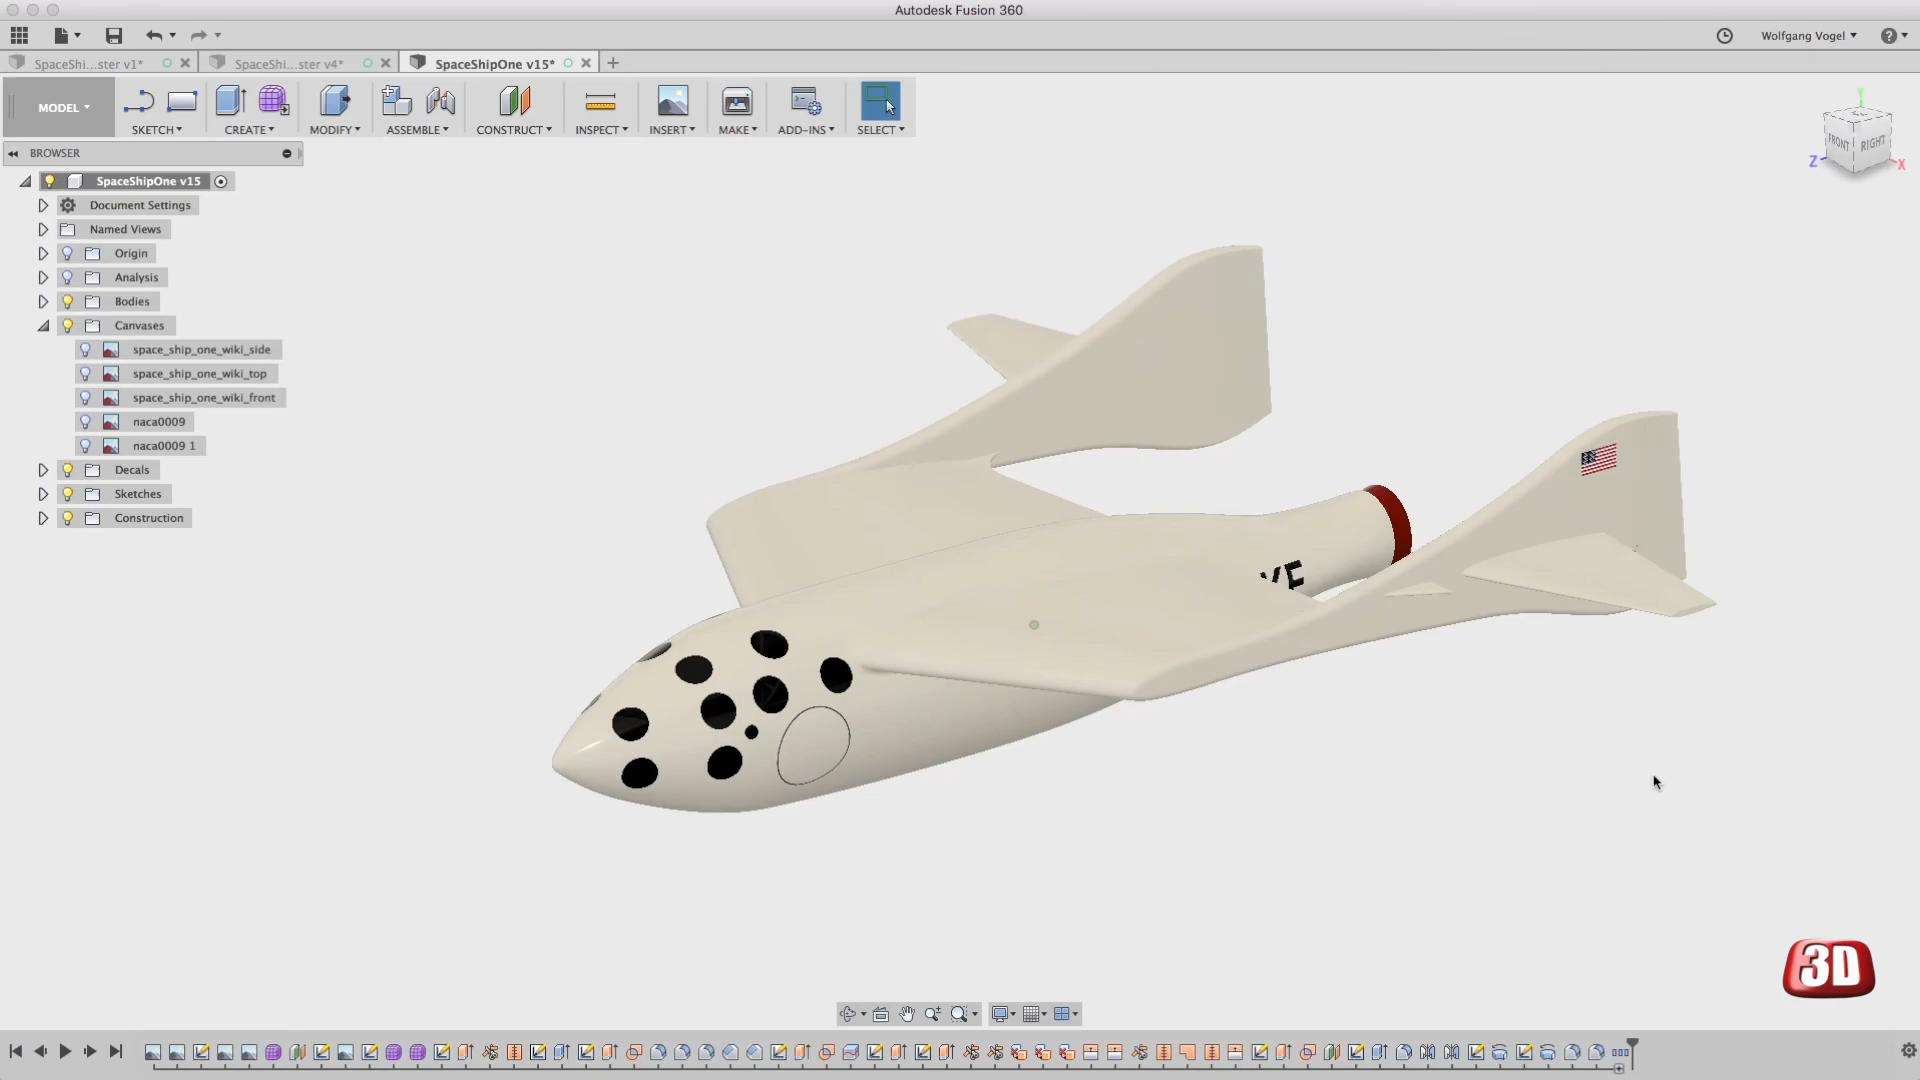 Autodesk Fusion 360
Wolfgang Vogel
SpaceShi...ster v1*
SpaceShi...ster v4*
SpaceShipOne v15*
MODEL
SKETCH
CREATE
MODIFY
ASSEMBLE
CONSTRUCT
INSPECT
INSERT
MAKE
ADD-INS
SELECT
BROWSER
SpaceShipOne v15
Document Settings
Named Views
Origin
Analysis
Bodies
Canvases
space_ship_one_wiki_side
space_ship_one_wiki_top
space_ship_one_wiki_front
naca0009
naca0009 1
Decals
Sketches
Construction
Y
FRONT
RIGHT
Z
X
3D